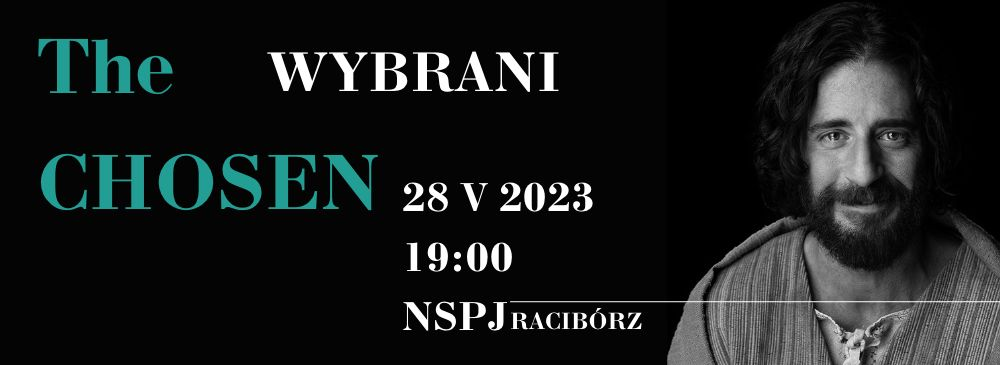 The
WYBRANI
CHOSEN
28 V 2023
19:00
NSPJ RACIBÓRZ